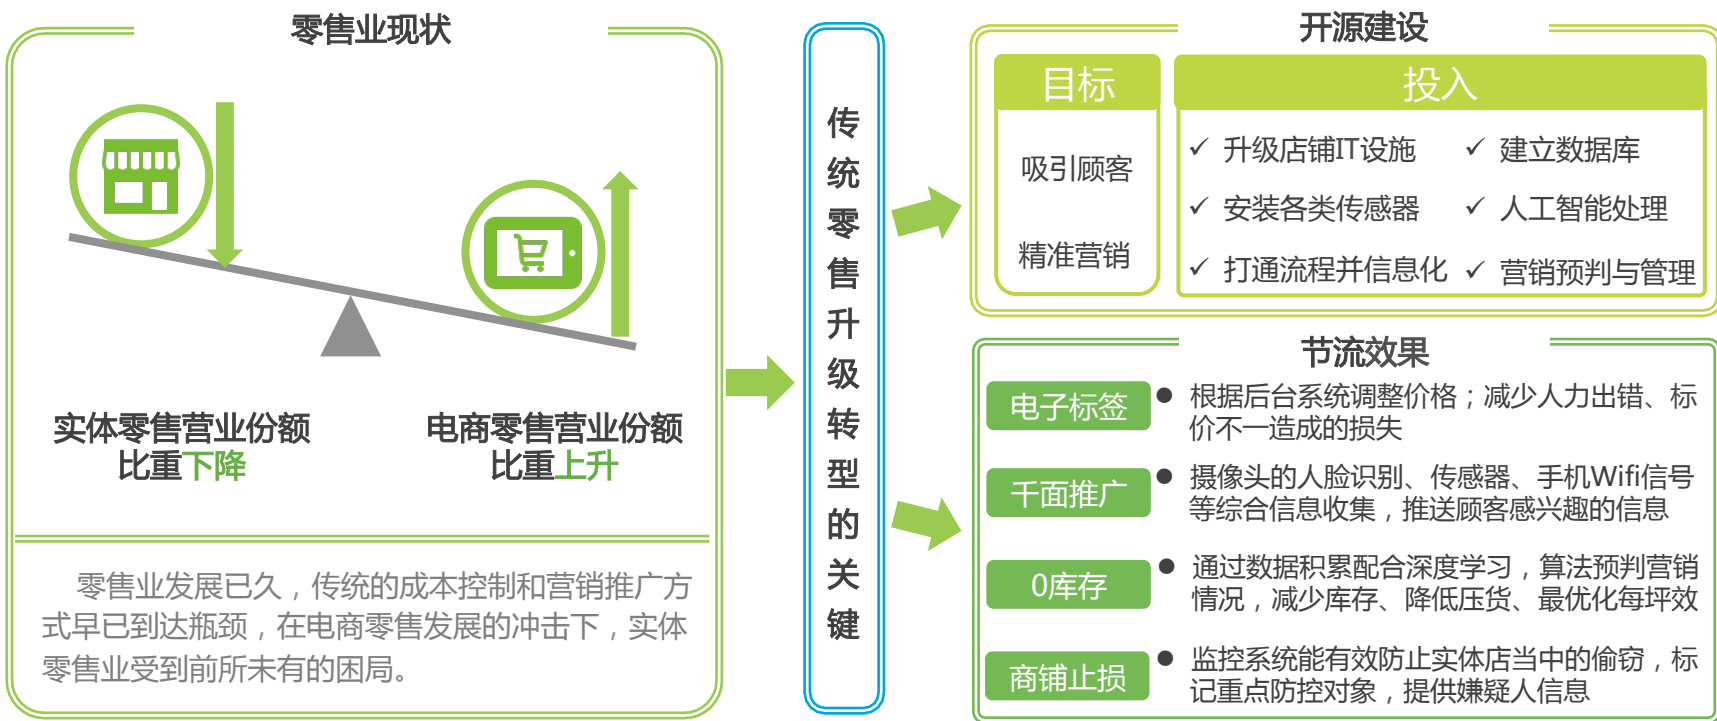 零售业现状
实体零售营业份额
比重下降
电商零售营业份额
比重上升
零售业发展已久，传统的成本控制和营销推广方
式早已到达瓶颈，在电商零售发展的冲击下，实体
零售业受到前所未有的困局。
传统零售升级转型的关键
开源建设
目标
吸引顾客
精准营销
投入
✓ 升级店铺IT设施
✓ 建立数据库
✓ 安装各类传感器
✓ 人工智能处理
✓ 打通流程并信息化
✓ 营销预判与管理
节流效果
电子标签
● 根据后台系统调整价格；减少人力出错、标
价不一造成的损失
千面推广
● 摄像头的人脸识别、传感器、手机Wifi信号
等综合信息收集，推送顾客感兴趣的信息
0库存
● 通过数据积累配合深度学习，算法预判营销
情况，减少库存、降低压货、最优化每坪效
商铺止损
● 监控系统能有效防止实体店当中的偷窃，标
记重点防控对象，提供嫌疑人信息